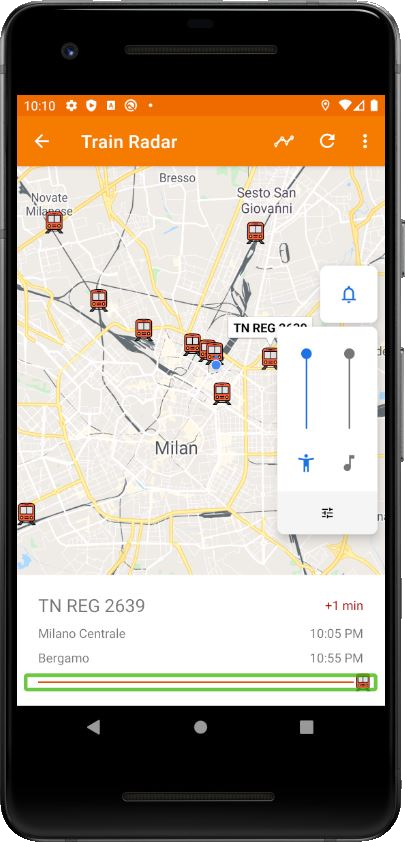 10:10
Train Radar
Bresso
Novate
Milanese
Sesto San
Giovanni
TN REG 2639
Milan
TN REG 2639
+1 min
Milano Centrale
10:05 PM
Bergamo
10:55 PM